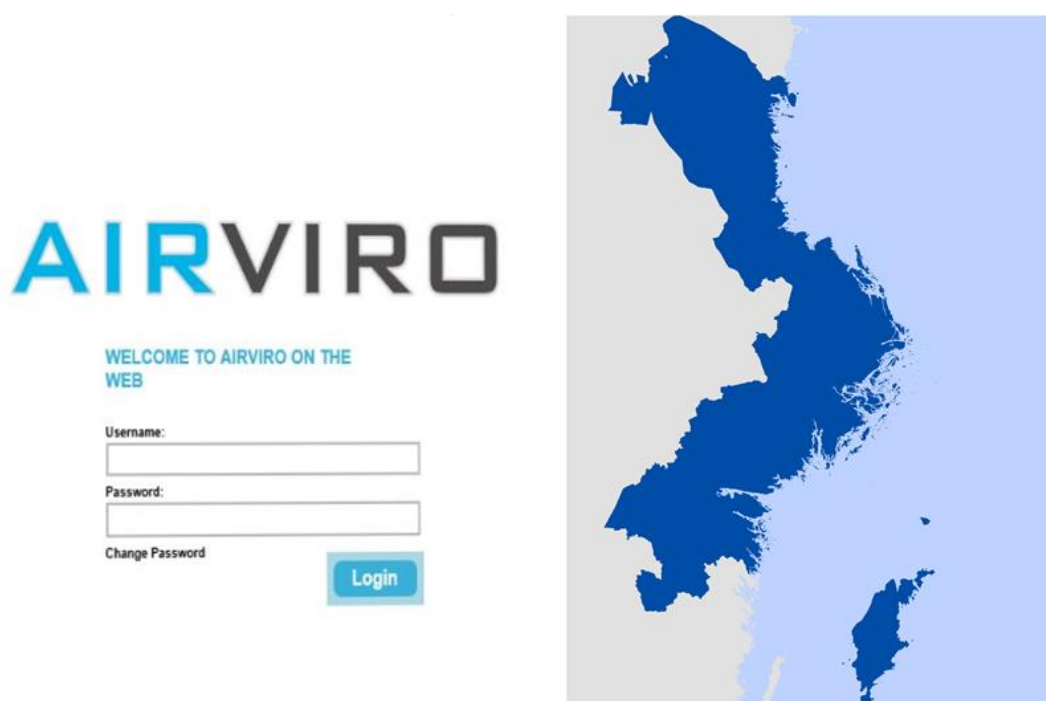 AIRVIRO
WELCOME TO AIRVIRO ON THE
WEB
Username:
Password:
Change Password
Login